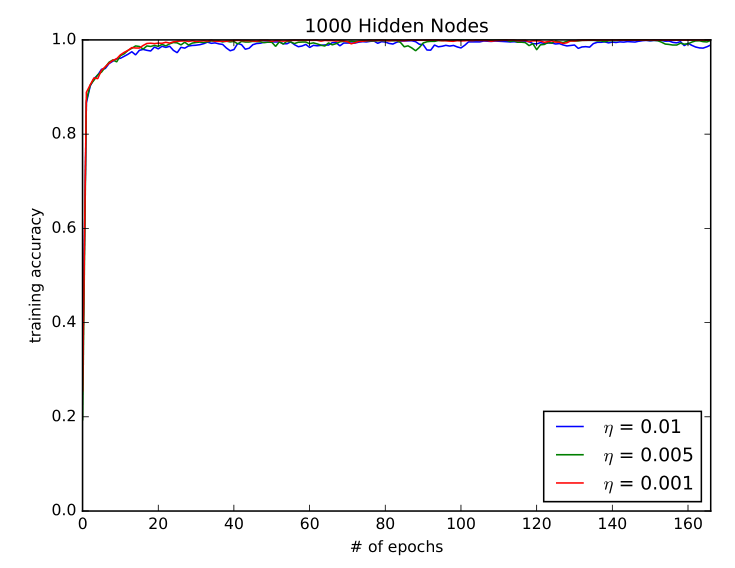 1000 Hidden Nodes
1.0
0.8
0.6
0.4
0.2
0.0
training accuracy
0 20 40 60 80 100 120 140 160
# of epochs
η = 0.01
η = 0.005
η = 0.001